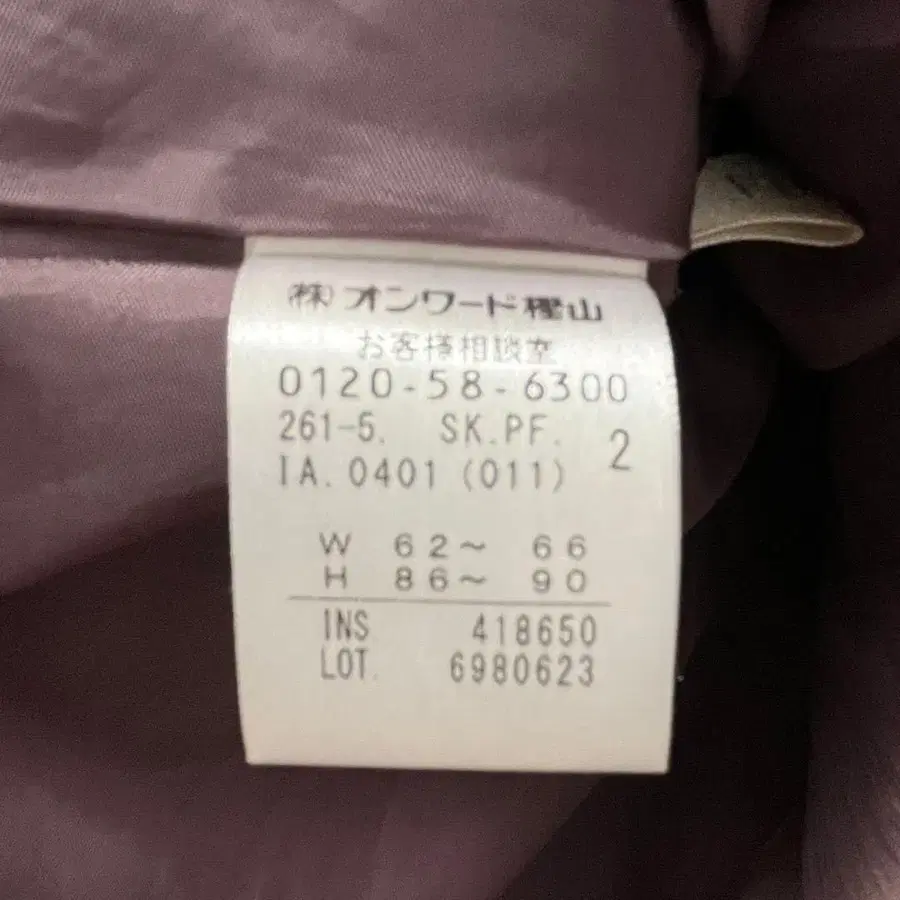 ㈱オンワード樫山
お客様相談室
0120-58-6300
261-5. SK.PF. 2
IA.0401 (011)
W 62~ 66
H 86~ 90
INS 418650
LOT. 6980623